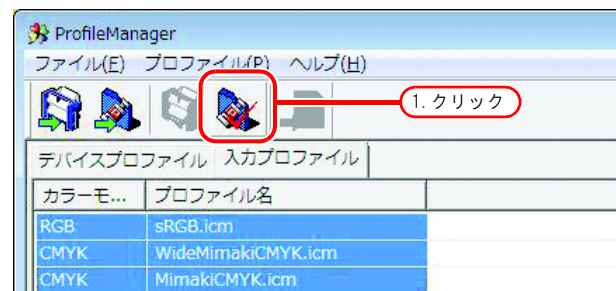 ProfileManager
ファイル(F) プロファイル(P) ヘルプ(H)
1. クリック
デバイスプロファイル 入力プロファイル
カラーモ... プロファイル名
RGB sRGB.icm
CMYK WideMimakiCMYK.icm
CMYK MimakiCMYK.icm